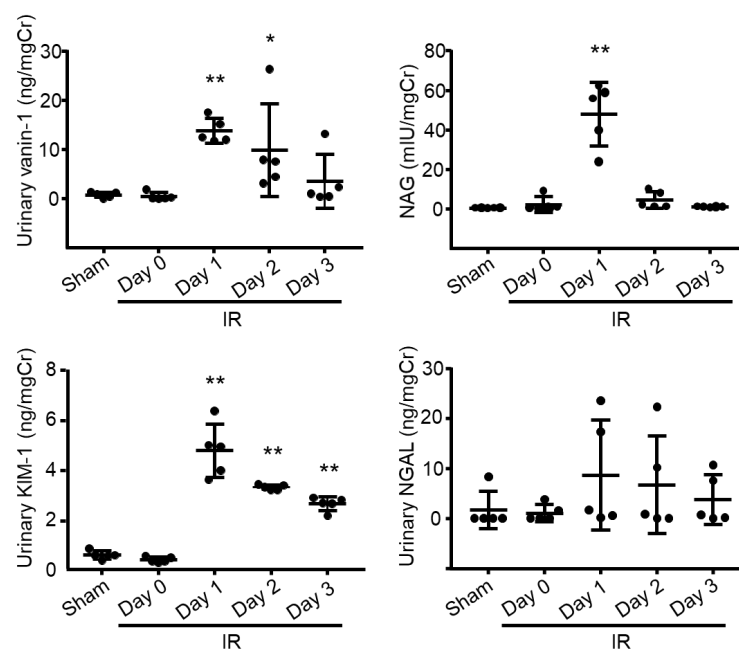 Urinary vanin-1 (ng/mgCr)
30
20
10
0
**
*
Sham
Day 0
Day 1
Day 2
Day 3
IR
NAG (mIU/mgCr)
80
60
40
20
0
**
Sham
Day 0
Day 1
Day 2
Day 3
IR
Urinary KIM-1 (ng/mgCr)
8
6
4
2
0
**
**
**
Sham
Day 0
Day 1
Day 2
Day 3
IR
Urinary NGAL (ng/mgCr)
30
20
10
0
Sham
Day 0
Day 1
Day 2
Day 3
IR